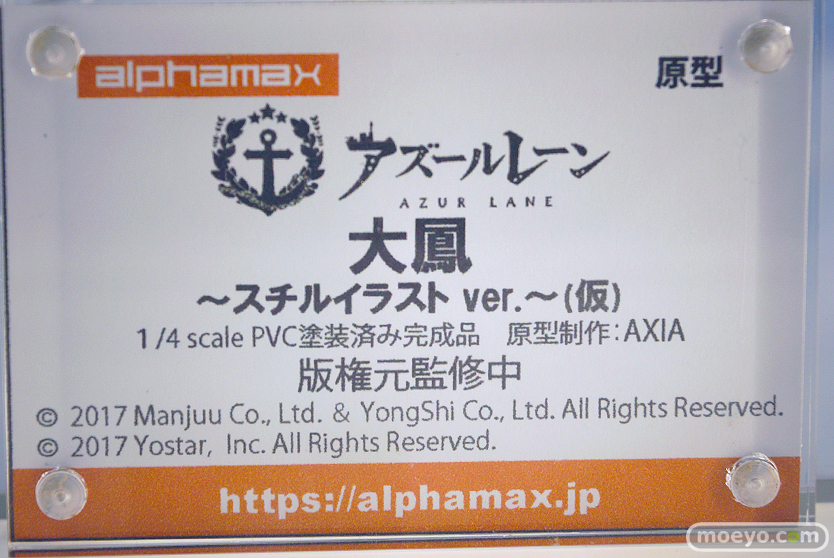 alphamax
原型
アズールレーン
AZUR LANE
大鳳
～スチルイラスト ver.～(仮)
1/4 scale PVC塗装済み完成品　原型制作：AXIA
版権元監修中
© 2017 Manjuu Co., Ltd. & YongShi Co., Ltd. All Rights Reserved.
© 2017 Yostar, Inc. All Rights Reserved.
https://alphamax.jp
moeyo.com